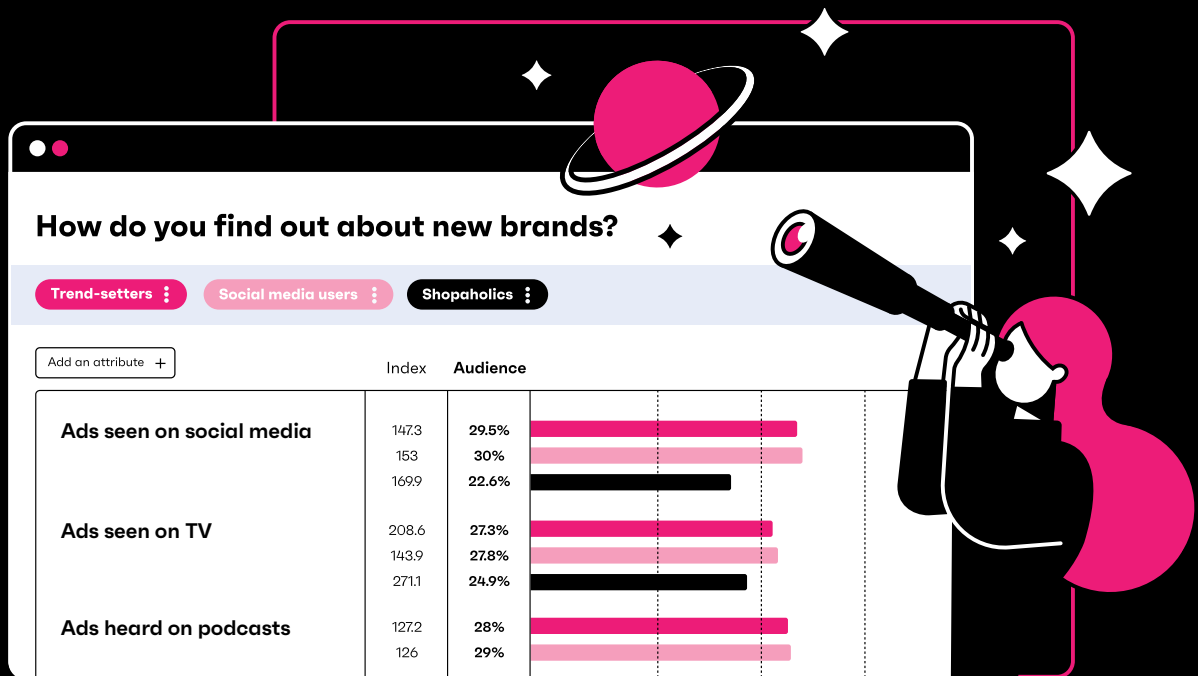 How do you find out about new brands?
Trend-setters Social media users Shopaholics
Add an attribute +
Index Audience
Ads seen on social media 147.3 29.5%
153 30%
169.9 22.6%
Ads seen on TV 208.6 27.3%
143.9 27.8%
271.1 24.9%
Ads heard on podcasts 127.2 28%
126 29%